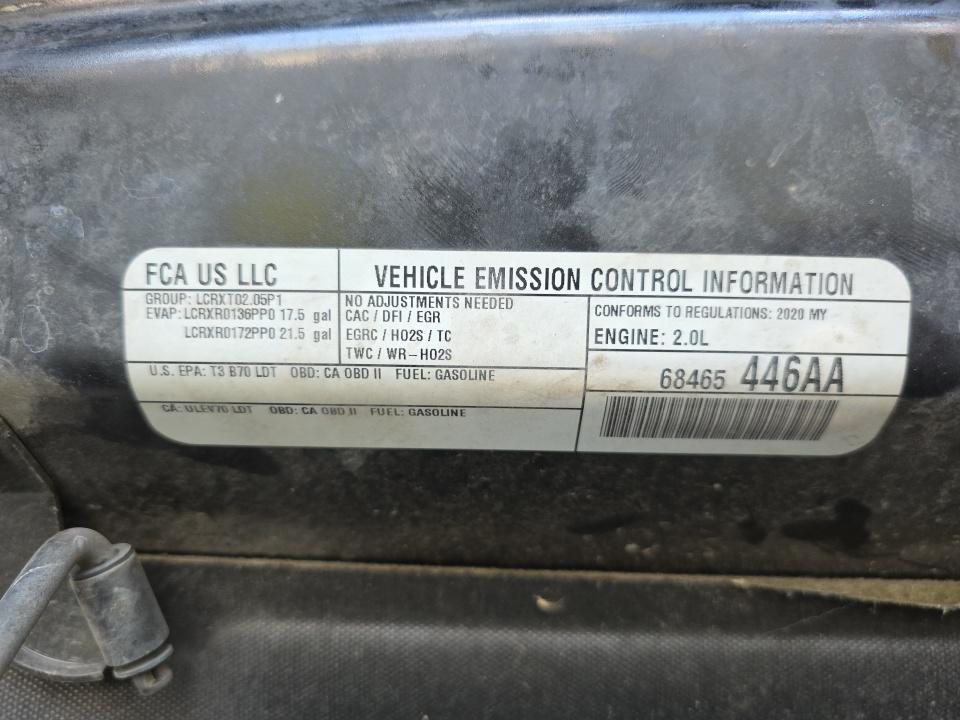 FCA US LLC
VEHICLE EMISSION CONTROL INFORMATION
GROUP: LCRXT02.05P1
EVAP: LCRXR0136PP0 17.5 gal
LCRXR0172PP0 21.5 gal
NO ADJUSTMENTS NEEDED
CAC / DFI / EGR
EGRC / HO2S / TC
TWC / WR-HO2S
CONFORMS TO REGULATIONS: 2020 MY
ENGINE: 2.0L
U.S. EPA: T3 B70 LDT OBD: CA OBD II FUEL: GASOLINE
68465 446AA
CA: ULEV70 LDT OBD: CA OBD II FUEL: GASOLINE